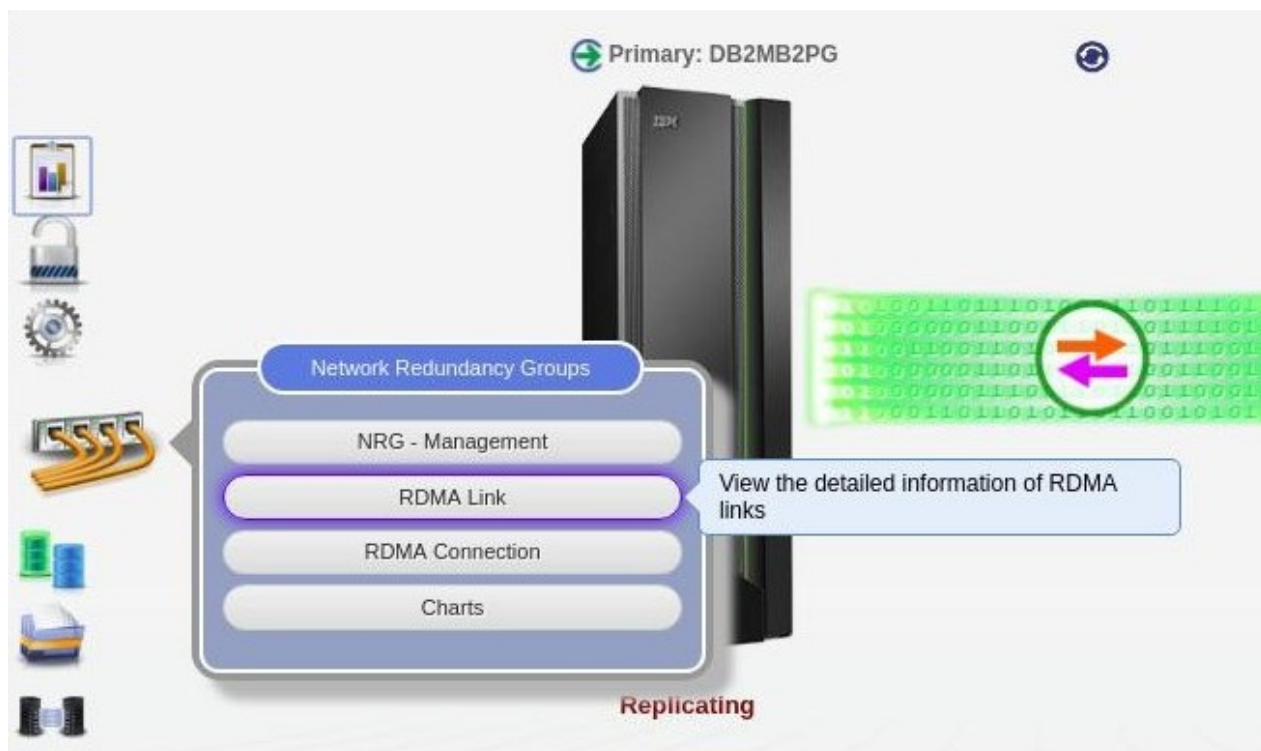 Primary: DB2MB2PG
IBM
Network Redundancy Groups
NRG - Management
RDMA Link
View the detailed information of RDMA
links
RDMA Connection
Charts
Replicating